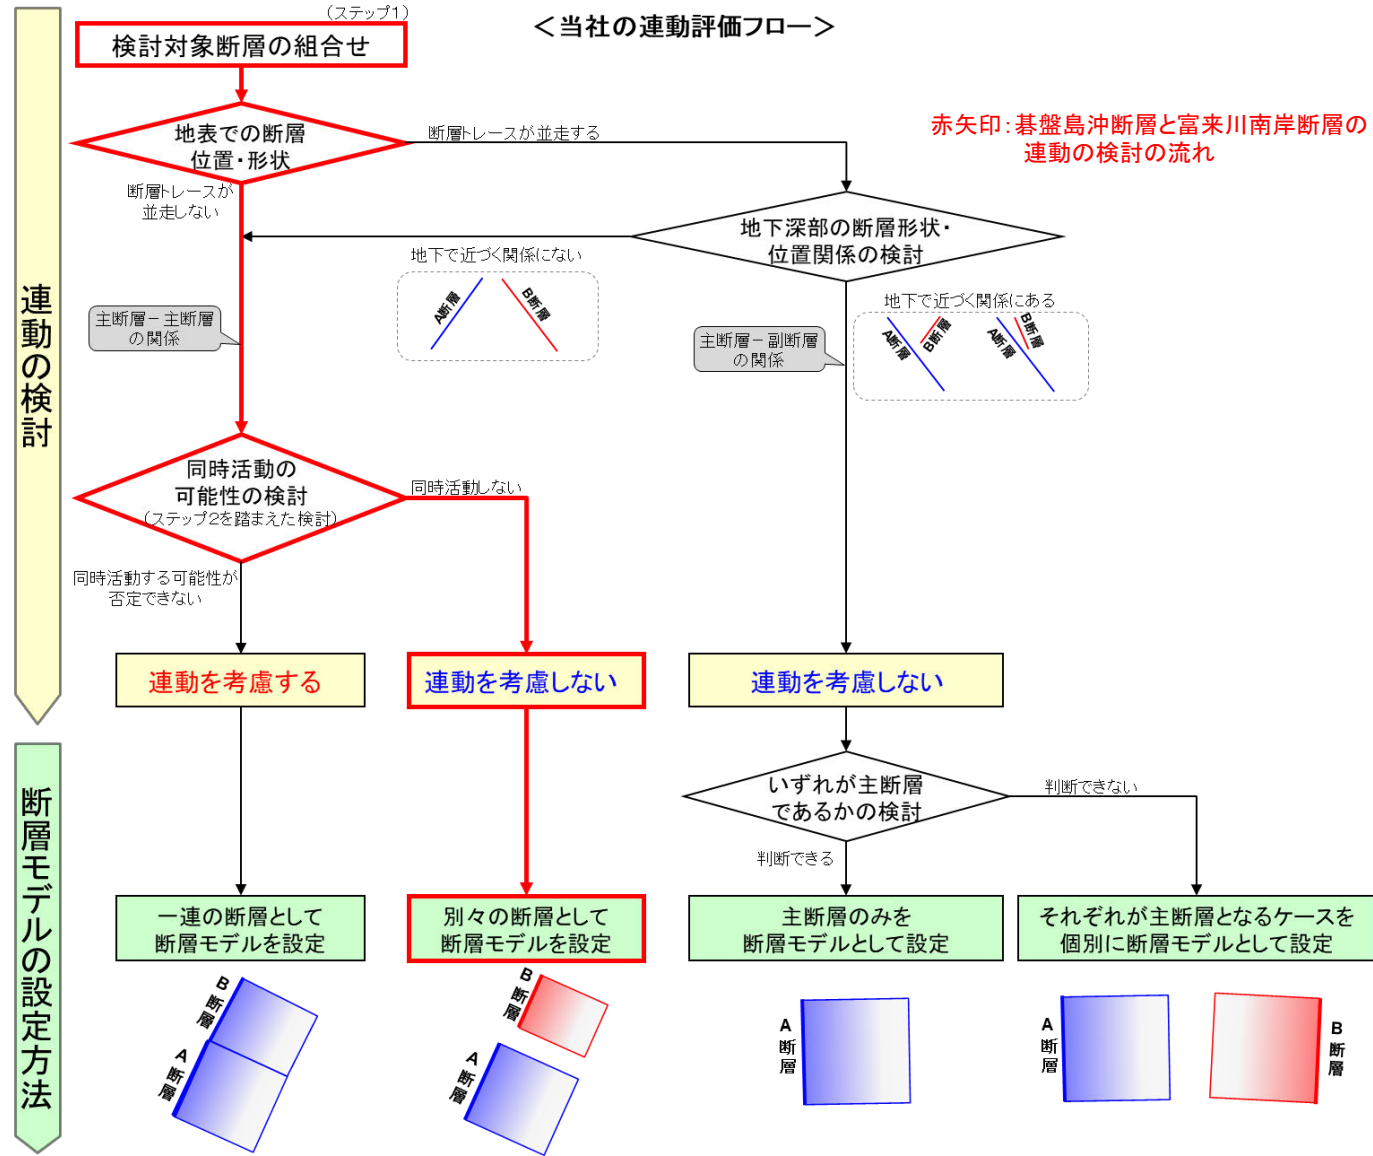 ＜当社の連動評価フロー＞
（ステップ１）
検討対象断層の組合せ
地表での断層
位置・形状
断層トレースが並走する
赤矢印：碁盤島沖断層と富来川南岸断層の
連動の検討の流れ
断層トレースが
並走しない
地下深部の断層形状・
位置関係の検討
地下で近づく関係にない
A断層
B断層
地下で近づく関係にある
A断層
B断層
A断層
B断層
主断層－主断層
の関係
主断層－副断層
の関係
連動の検討
同時活動の
可能性の検討
（ステップ２を踏まえた検討）
同時活動しない
同時活動する可能性が
否定できない
連動を考慮する
連動を考慮しない
連動を考慮しない
断層モデルの設定方法
いずれが主断層
であるかの検討
判断できない
判断できる
一連の断層として
断層モデルを設定
別々の断層として
断層モデルを設定
主断層のみを
断層モデルとして設定
それぞれが主断層となるケースを
個別に断層モデルとして設定
B断層
A断層
B断層
A断層
A断層
A断層
B断層